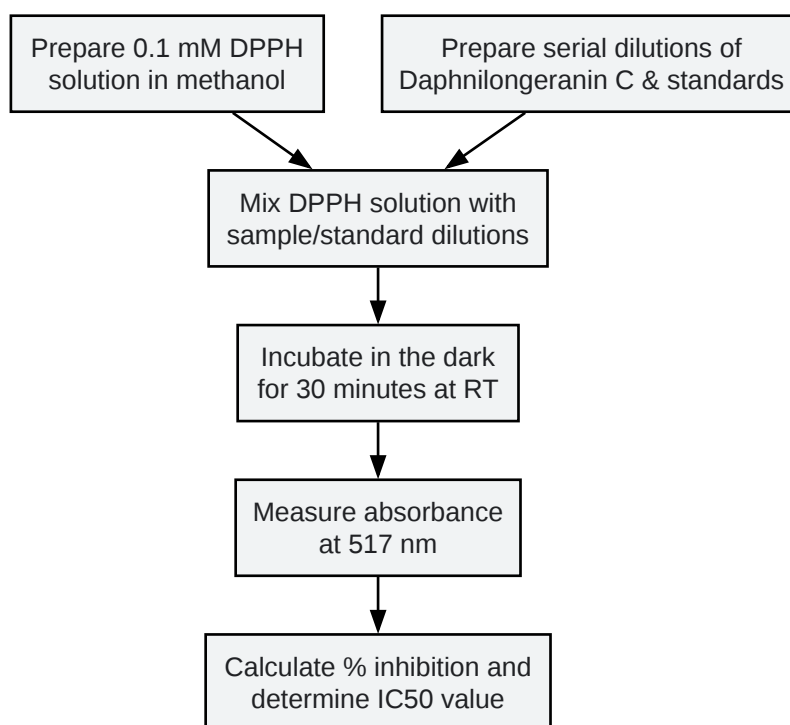 Prepare 0.1 mM DPPH
solution in methanol
Prepare serial dilutions of
Daphnilongeranin C & standards
Mix DPPH solution with
sample/standard dilutions
Incubate in the dark
for 30 minutes at RT
Measure absorbance
at 517 nm
Calculate % inhibition and
determine IC50 value